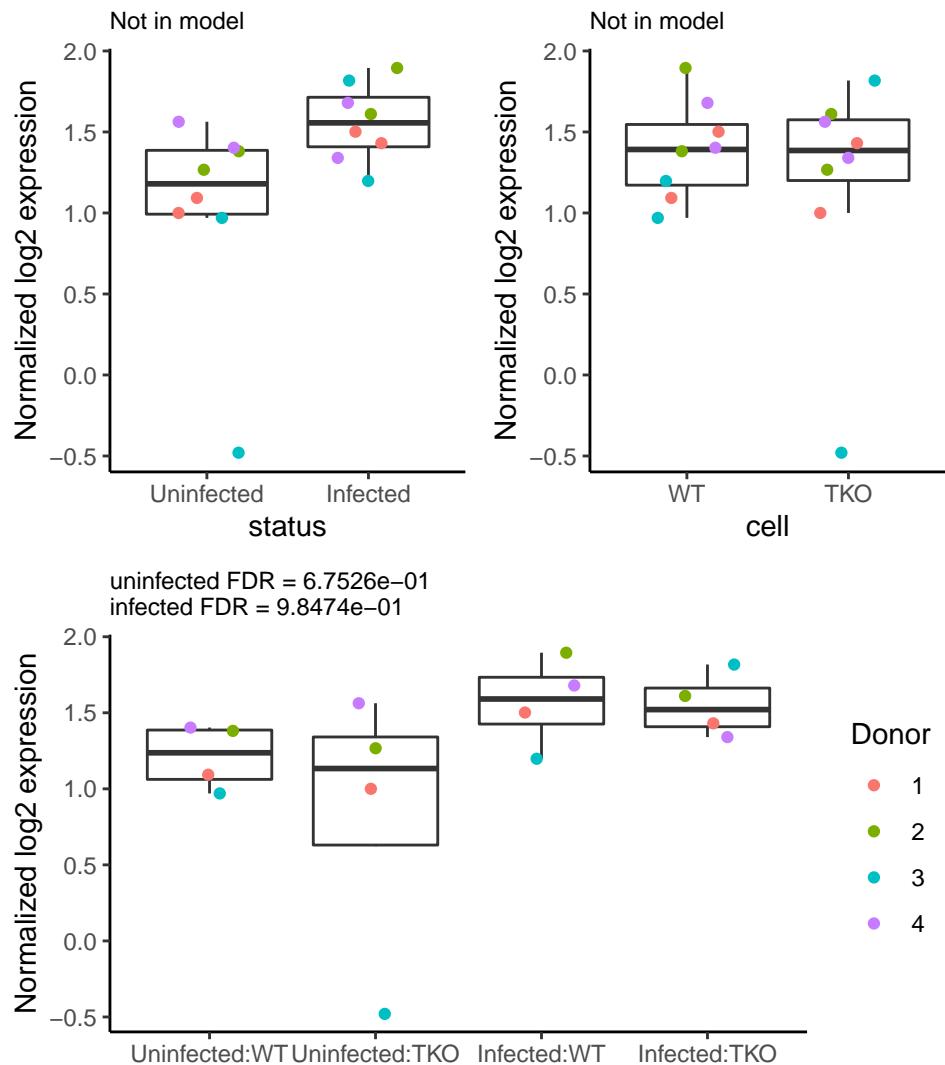 Not in model
Normalized log2 expression
2.0
1.5
1.0
0.5
0.0
−0.5
Uninfected
Infected
status
Not in model
Normalized log2 expression
2.0
1.5
1.0
0.5
0.0
−0.5
WT
TKO
cell
uninfected FDR = 6.7526e−01
infected FDR = 9.8474e−01
Normalized log2 expression
2.0
1.5
1.0
0.5
0.0
−0.5
Uninfected:WT
Uninfected:TKO
Infected:WT
Infected:TKO
Donor
1
2
3
4